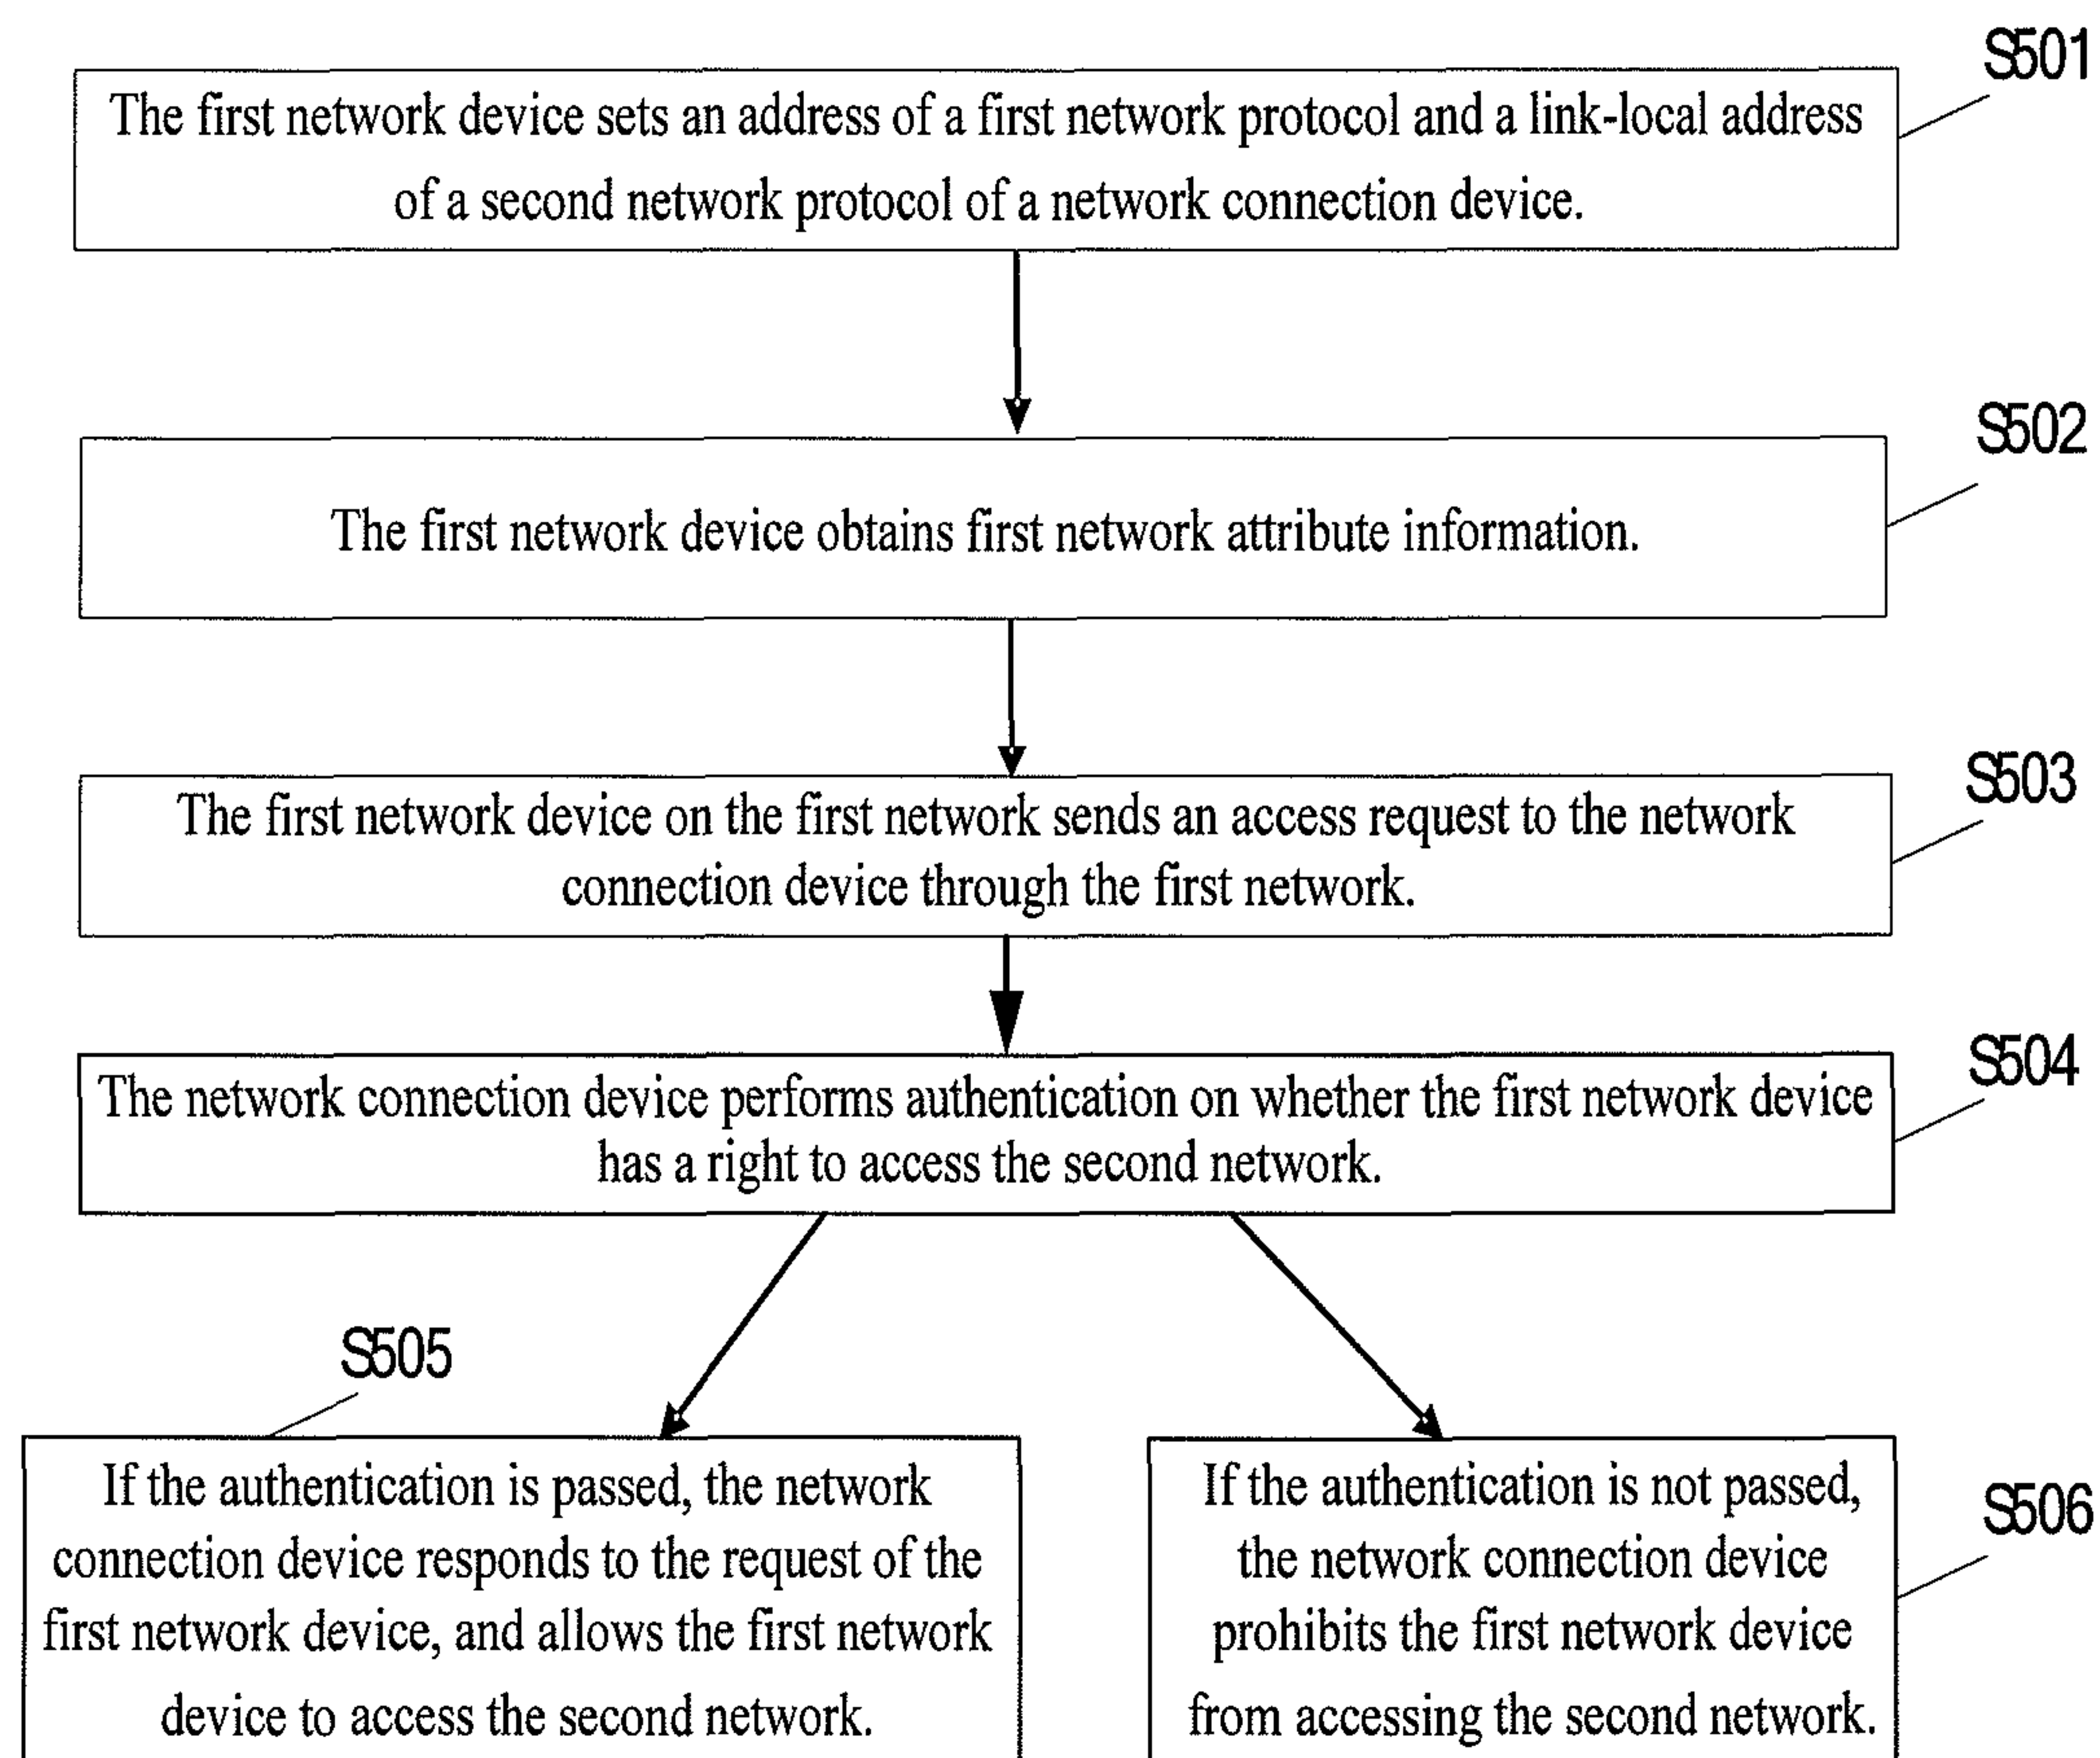 S501
The first network device sets an address of a first network protocol and a link-local address
of a second network protocol of a network connection device.
S502
The first network device obtains first network attribute information.
S503
The first network device on the first network sends an access request to the network
connection device through the first network.
S504
The network connection device performs authentication on whether the first network device
has a right to access the second network.
S505
If the authentication is passed, the network
connection device responds to the request of the
first network device, and allows the first network
device to access the second network.
S506
If the authentication is not passed,
the network connection device
prohibits the first network device
from accessing the second network.